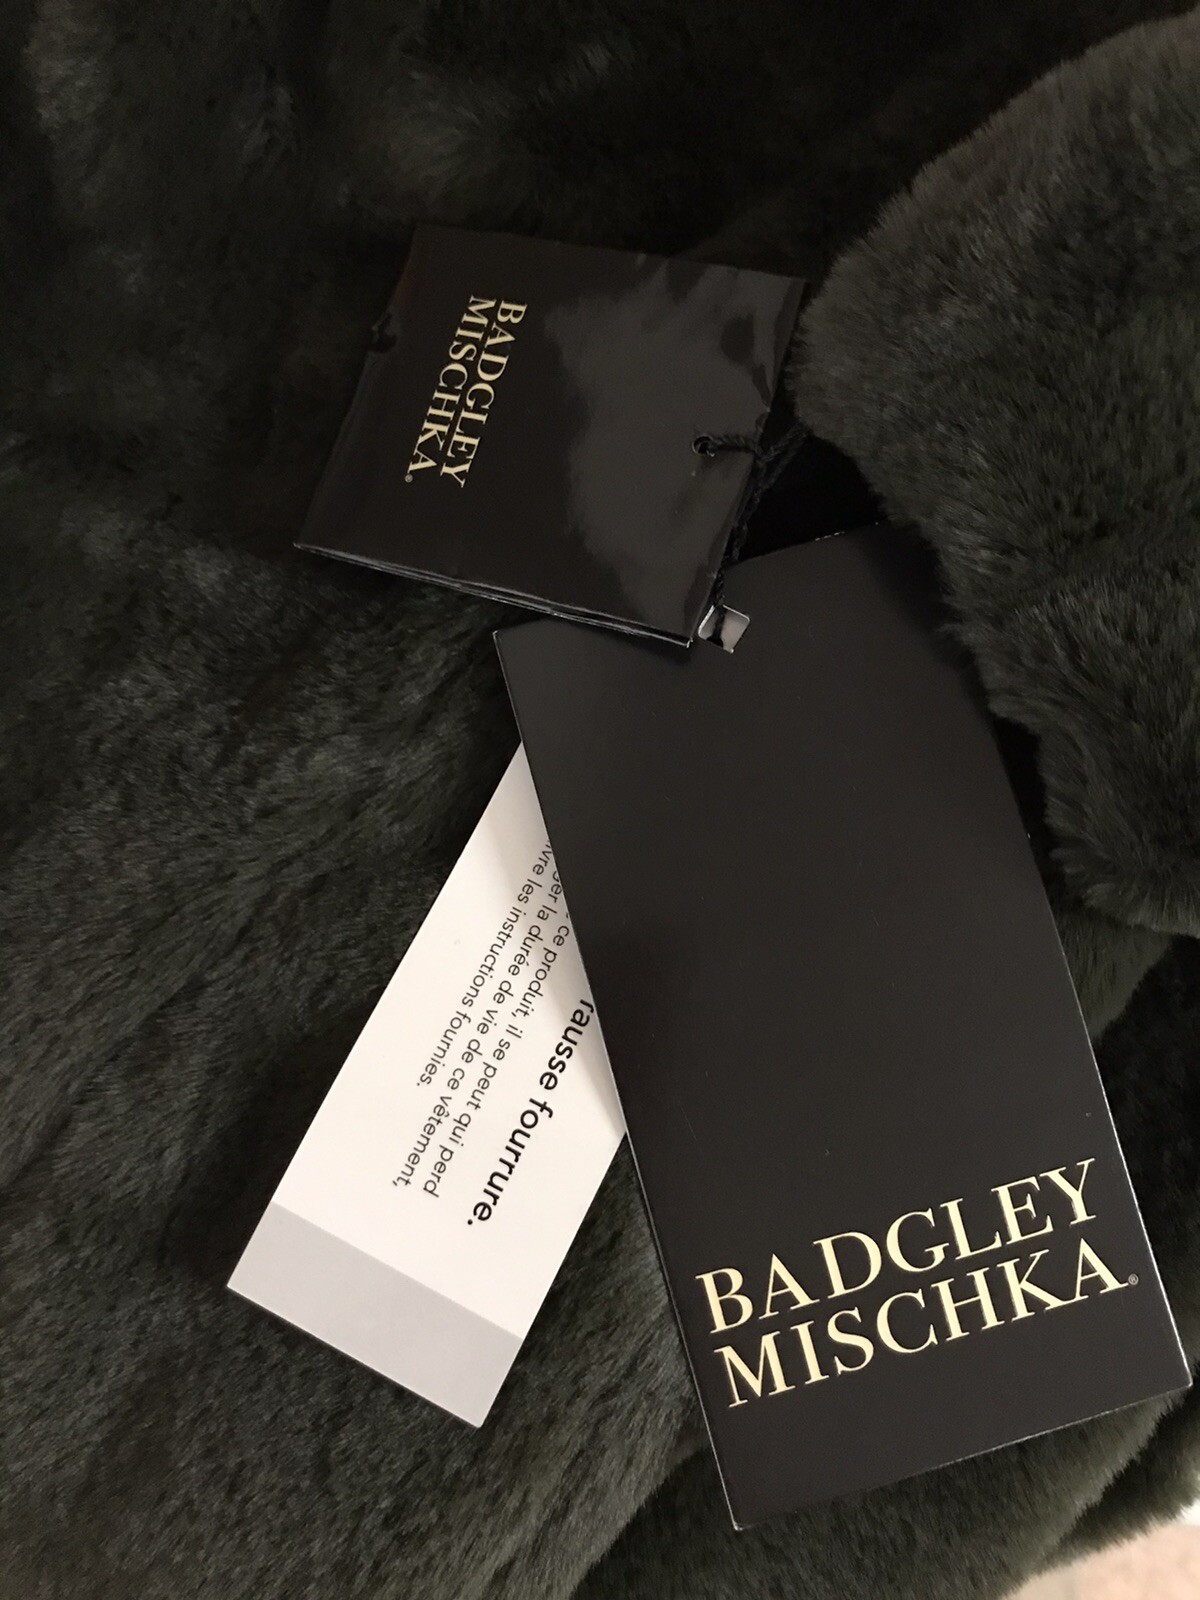 BADGLEY
MISCHKA®
fausse fourrure.
ce produit, il se peut qui perd
la durée de vie de ce vêtement,
les instructions fournies.
BADGLEY
MISCHKA®